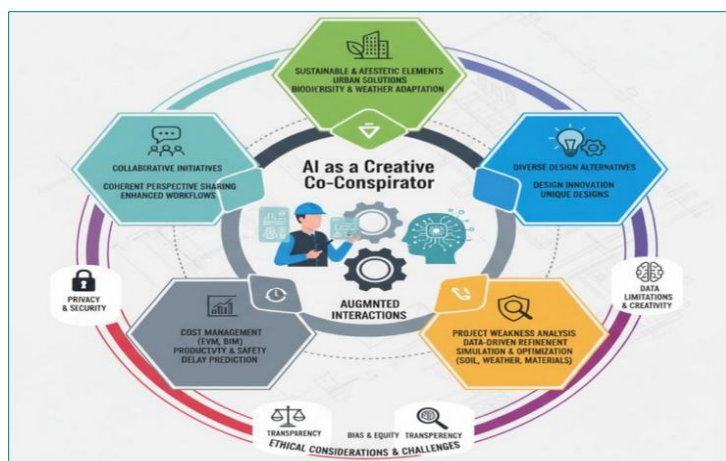 SUSTAINABLE & AEESTETIC ELEMENTS
URBAN SOLUTIONS
BIODIERISITY & WEATHER ADAPTATION
COLLABORATIVE INITIATIVES
COHERENT PERSPECTIVE SHARING
ENHANCED WORKFLOWS
AI as a Creative
Co-Conspirator
DIVERSE DESIGN ALTERNATIVES
DESIGN INNOVATION
UNIQUE DESIGNS
PRIVACY
& SECURITY
AUGMNTED
INTERACTIONS
DATA
LIMITATIONS
& CREATIVITY
COST MANAGEMENT
(EVM, BIM)
PRODUCTVTY & SAFETY
DELAY PREDICTION
PROJECT WEAKNESS ANALYSIS
DATA-DRIVEN REFINEMENT
SIMULATION & OPTIMIZATION
(SOIL, WEATHER, MATERIALS)
TRANSPARENCY
BIAS & EQUITY
TRANSPERENCY
ETHICAL CONSIDERATIONS & CHALLENGES